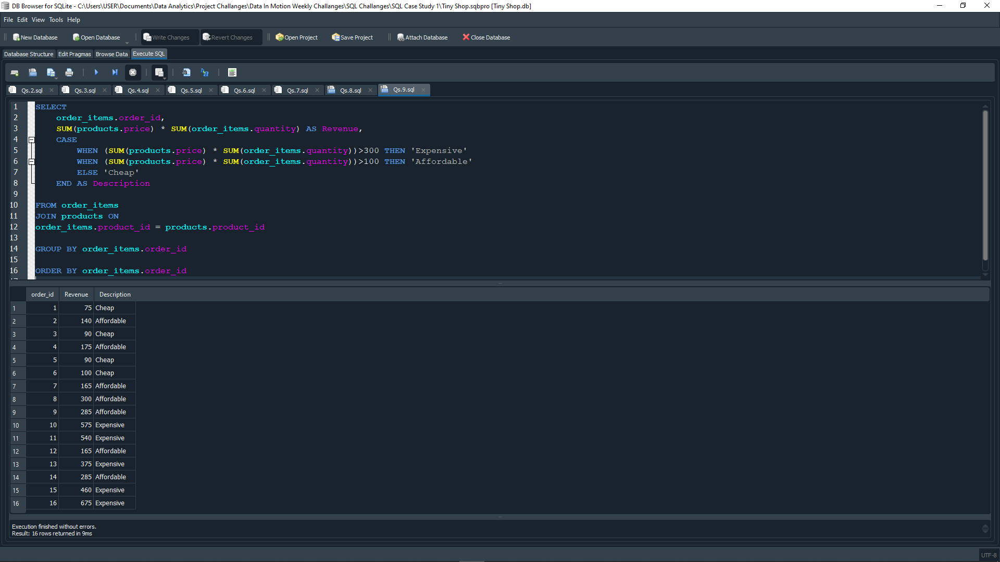 DB Browser for SQLite - C:\Users\USER\Documents\Data Analytics\Project Challanges\Data In Motion Weekly Challanges\SQL Challanges\SQL Case Study 1\Tiny Shop.sqbpro [Tiny Shop.db]
File Edit View Tools Help
New Database Open Database Write Changes Revert Changes Open Project Save Project Attach Database Close Database
Database Structure Edit Pragmas Browse Data Execute SQL
Qs.2.sql Qs.3.sql Qs.4.sql Qs.5.sql Qs.6.sql Qs.7.sql Qs.8.sql Qs.9.sql
1 SELECT
2 order_items.order_id,
3 SUM(products.price) * SUM(order_items.quantity) AS Revenue,
4 CASE
5 WHEN (SUM(products.price) * SUM(order_items.quantity))>300 THEN 'Expensive'
6 WHEN (SUM(products.price) * SUM(order_items.quantity))>100 THEN 'Affordable'
7 ELSE 'Cheap'
8 END AS Description
9
10 FROM order_items
11 JOIN products ON
12 order_items.product_id = products.product_id
13
14 GROUP BY order_items.order_id
15
16 ORDER BY order_items.order_id
order_id Revenue Description
1 1 75 Cheap
2 2 140 Affordable
3 3 90 Cheap
4 4 175 Affordable
5 5 90 Cheap
6 6 100 Cheap
7 7 165 Affordable
8 8 300 Affordable
9 9 285 Affordable
10 10 575 Expensive
11 11 540 Expensive
12 12 165 Affordable
13 13 375 Expensive
14 14 285 Affordable
15 15 460 Expensive
16 16 675 Expensive
Execution finished without errors.
Result: 16 rows returned in 9ms
UTF-8